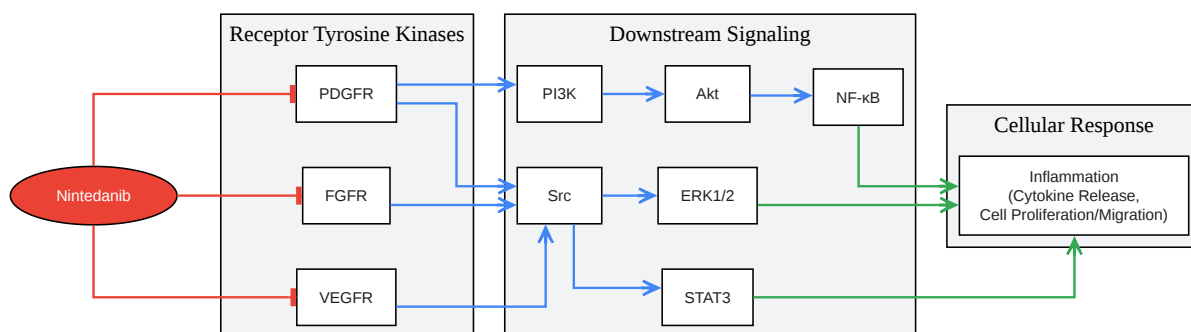 Receptor Tyrosine Kinases
Downstream Signaling
PDGFR
PI3K
Akt
NF-κB
Cellular Response
Nintedanib
FGFR
Src
ERK1/2
Inflammation
(Cytokine Release,
Cell Proliferation/Migration)
VEGFR
STAT3